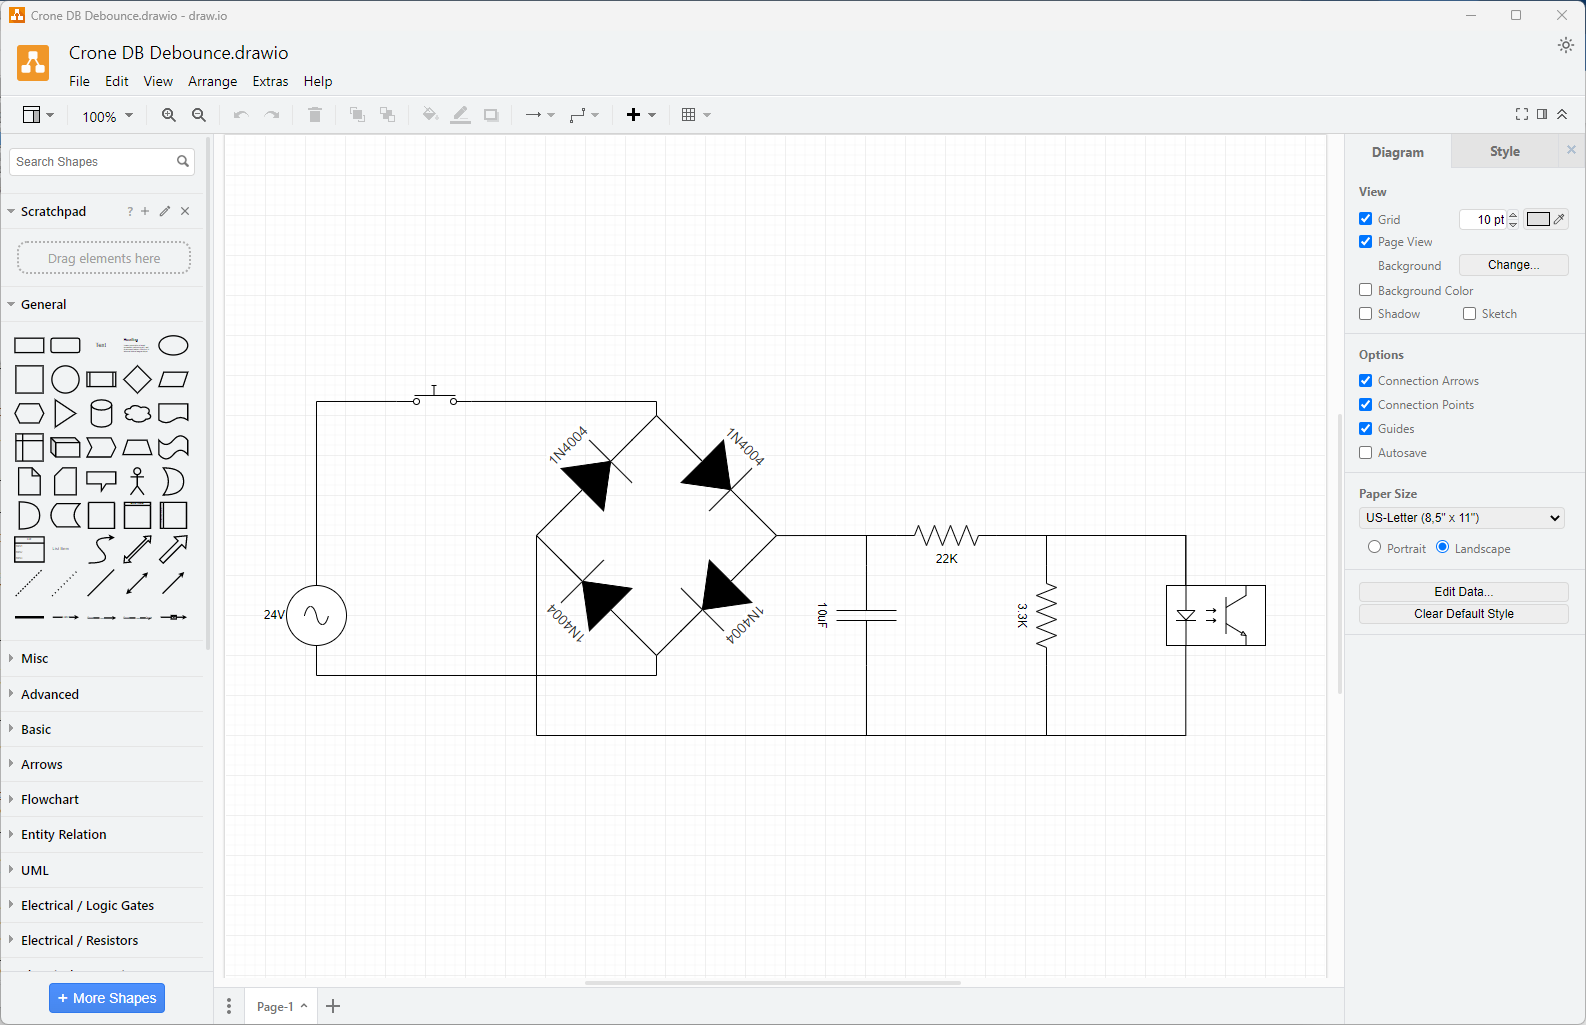 Crone DB Debounce.drawio - draw.io
Crone DB Debounce.drawio
File Edit View Arrange Extras Help
100%
Search Shapes
Scratchpad
?
Drag elements here
General
Text
Heading
List Item
Misc
Advanced
Basic
Arrows
Flowchart
Entity Relation
UML
Electrical / Logic Gates
Electrical / Resistors
+ More Shapes
1N4004
1N4004
22K
24V
1N4004
1N4004
10uF
3.3K
Page-1
Diagram
Style
View
Grid
10 pt
Page View
Background
Change...
Background Color
Shadow
Sketch
Options
Connection Arrows
Connection Points
Guides
Autosave
Paper Size
US-Letter (8,5" x 11")
Portrait
Landscape
Edit Data...
Clear Default Style